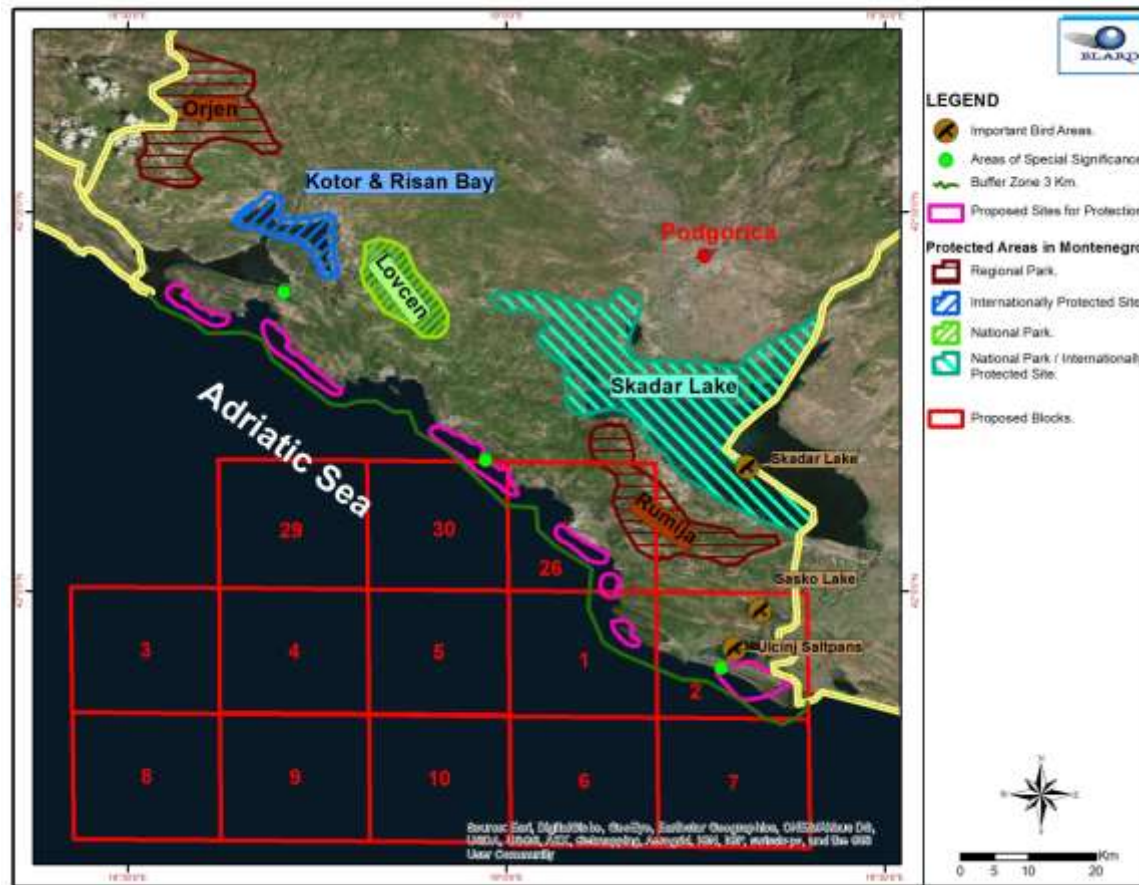 Orjen
Kotor & Risan Bay
Podgorica
Lovcen
Skadar Lake
Adriatic Sea
Skadar Lake
Rumija
29
30
26
Sasko Lake
Ulcinj Saltpans
3
4
5
1
2
8
9
10
6
7
User Community
BLARD
LEGEND
Important Bird Areas.
Areas of Special Significance
Buffer Zone 3 Km.
Proposed Sites for Protection
Protected Areas in Montenegro
Regional Park.
Internationally Protected Site
National Park.
National Park / Internationally
Protected Site.
Proposed Blocks.
N
Km
0 5 10 20